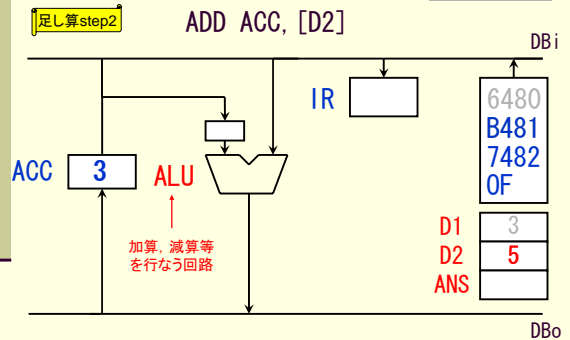 足し算step2
ADD ACC, [D2]
DBi
IR
6480
B481
7482
0F
ACC
3
ALU
加算, 減算等
を行なう回路
D1 3
D2 5
ANS
DBo